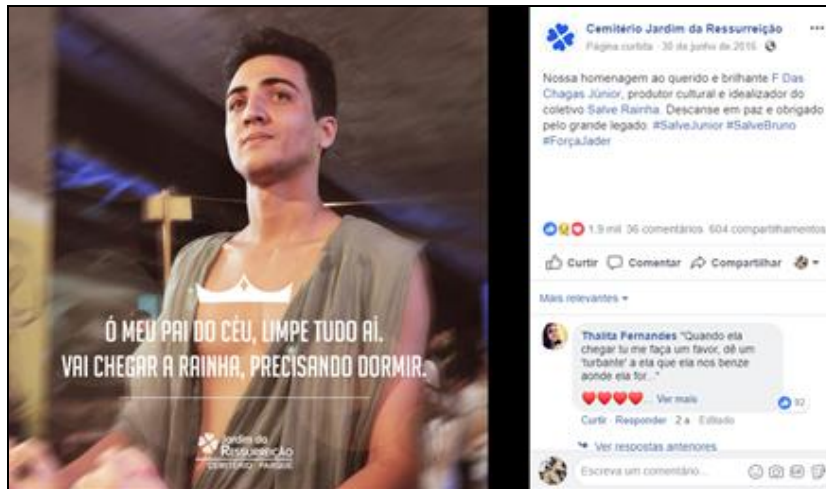 Ó MEU PAI DO CÉU, LIMPE TUDO AÍ.
VAI CHEGAR A RAINHA, PRECISANDO DORMIR.
Jardim da
RESSURREIÇÃO
CEMITÉRIO PARQUE
Cemitério Jardim da Ressurreição
Página curtida · 30 de junho de 2016
Nossa homenagem ao querido e brilhante F Das
Chagas Júnior, produtor cultural e idealizador do
coletivo Salve Rainha. Descanse em paz e obrigado
pelo grande legado. #SalveJunior #SalveBruno
#ForçaJader
1,9 mil 36 comentários 604 compartilhamentos
Curtir Comentar Compartilhar
Mais relevantes
Thalita Fernandes "Quando ela
chegar tu me faça um favor, dê um
'turbante' a ela que ela nos benze
aonde ela for..."
... Ver mais
92
Curtir · Responder · 2 a · Editado
Ver respostas anteriores
Escreva um comentário...